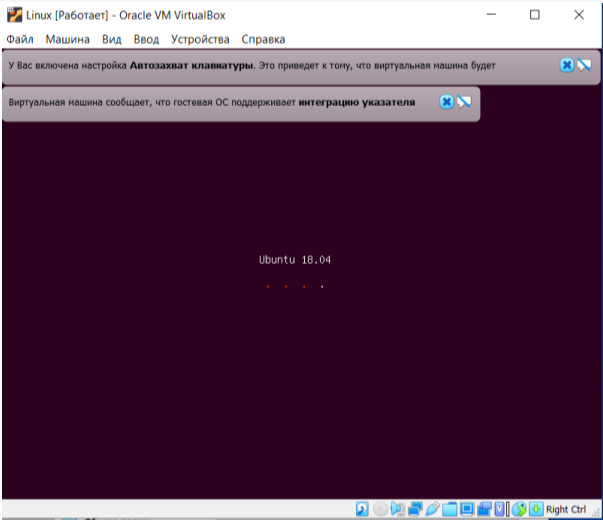 Linux [Работает] - Oracle VM VirtualBox
Файл Машина Вид Ввод Устройства Справка
У Вас включена настройка Автозахват клавиатуры. Это приведет к тому, что виртуальная машина будет
Виртуальная машина сообщает, что гостевая ОС поддерживает интеграцию указателя
Ubuntu 18.04
Right Ctrl